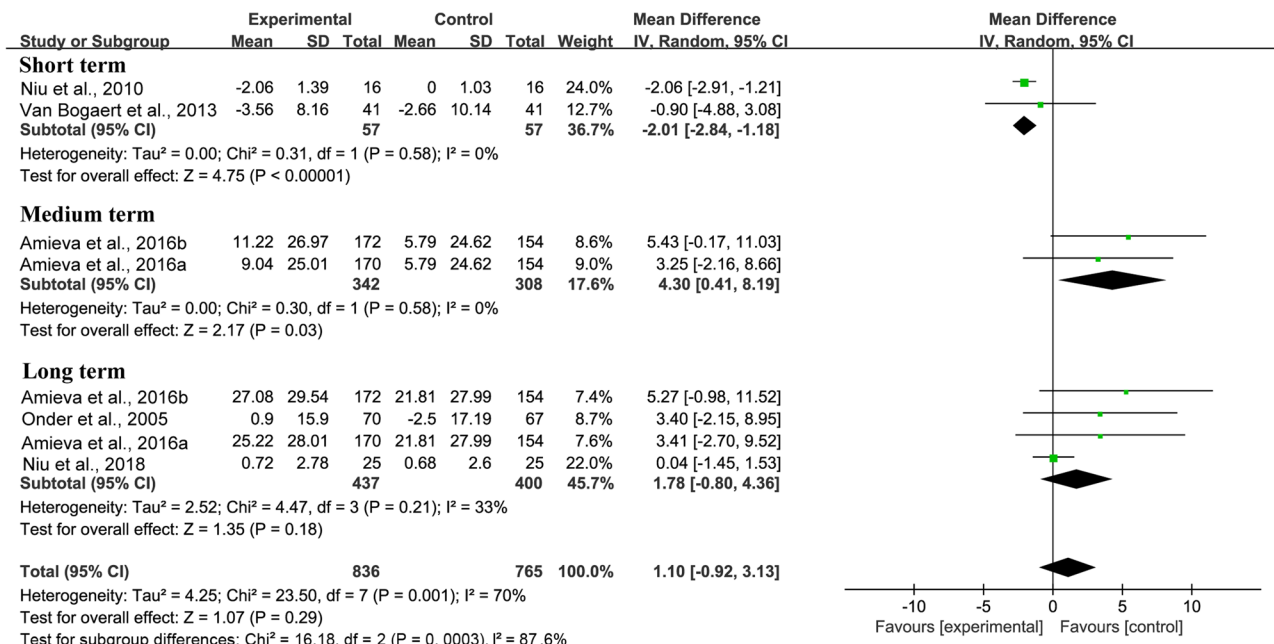 Experimental Control Mean Difference Mean Difference
Study or Subgroup Mean SD Total Mean SD Total Weight IV, Random, 95% CI IV, Random, 95% CI
Short term
Niu et al., 2010 -2.06 1.39 16 0 1.03 16 24.0% -2.06 [-2.91, -1.21]
Van Bogaert et al., 2013 -3.56 8.16 41 -2.66 10.14 41 12.7% -0.90 [-4.88, 3.08]
Subtotal (95% CI) 57 57 36.7% -2.01 [-2.84, -1.18]
Heterogeneity: Tau² = 0.00; Chi² = 0.31, df = 1 (P = 0.58); I² = 0%
Test for overall effect: Z = 4.75 (P < 0.00001)
Medium term
Amieva et al., 2016b 11.22 26.97 172 5.79 24.62 154 8.6% 5.43 [-0.17, 11.03]
Amieva et al., 2016a 9.04 25.01 170 5.79 24.62 154 9.0% 3.25 [-2.16, 8.66]
Subtotal (95% CI) 342 308 17.6% 4.30 [0.41, 8.19]
Heterogeneity: Tau² = 0.00; Chi² = 0.30, df = 1 (P = 0.58); I² = 0%
Test for overall effect: Z = 2.17 (P = 0.03)
Long term
Amieva et al., 2016b 27.08 29.54 172 21.81 27.99 154 7.4% 5.27 [-0.98, 11.52]
Onder et al., 2005 0.9 15.9 70 -2.5 17.19 67 8.7% 3.40 [-2.15, 8.95]
Amieva et al., 2016a 25.22 28.01 170 21.81 27.99 154 7.6% 3.41 [-2.70, 9.52]
Niu et al., 2018 0.72 2.78 25 0.68 2.6 25 22.0% 0.04 [-1.45, 1.53]
Subtotal (95% CI) 437 400 45.7% 1.78 [-0.80, 4.36]
Heterogeneity: Tau² = 2.52; Chi² = 4.47, df = 3 (P = 0.21); I² = 33%
Test for overall effect: Z = 1.35 (P = 0.18)
Total (95% CI) 836 765 100.0% 1.10 [-0.92, 3.13]
Heterogeneity: Tau² = 4.25; Chi² = 23.50, df = 7 (P = 0.001); I² = 70%
Test for overall effect: Z = 1.07 (P = 0.29)
Test for subgroup differences: Chi² = 16.18, df = 2 (P = 0.0003), I² = 87.6%
-10 -5 0 5 10
Favours [experimental] Favours [control]